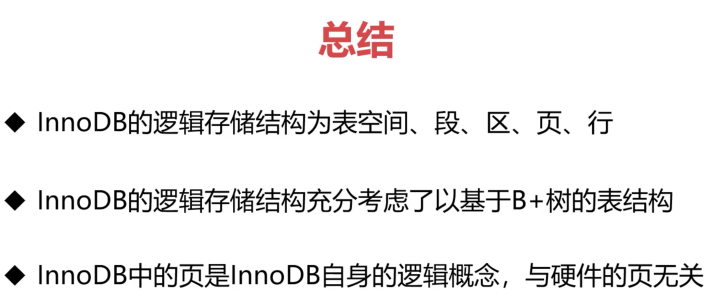 总结
◆ InnoDB的逻辑存储结构为表空间、段、区、页、行
◆ InnoDB的逻辑存储结构充分考虑了以基于B+树的表结构
◆ InnoDB中的页是InnoDB自身的逻辑概念，与硬件的页无关